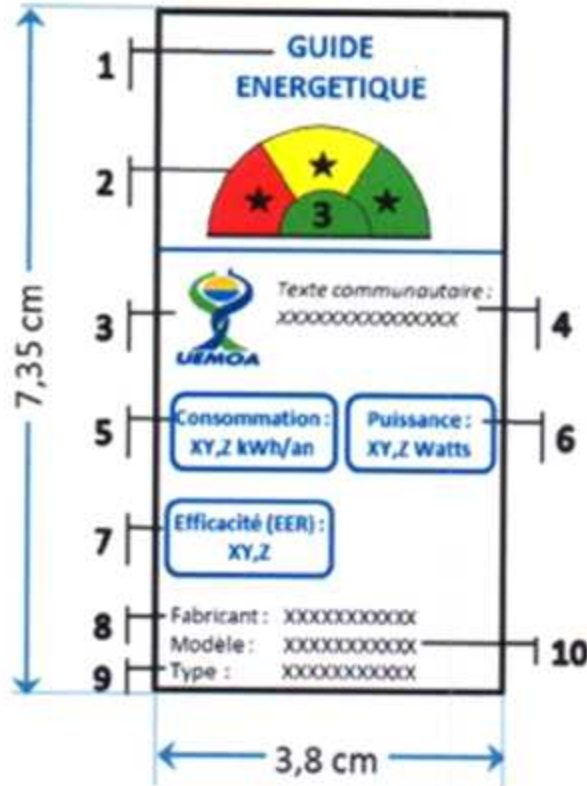 1
GUIDE
ENERGETIQUE
2
3
3
UEMOA
Texte communautaire :
XXXXXXXXXXXXXXXX
4
5
Consommation :
XY,Z kWh/an
Puissance :
XY,Z Watts
6
7
Efficacité (EER) :
XY,Z
8
Fabricant : XXXXXXXXXXX
Modèle : XXXXXXXXXXX
10
9
Type : XXXXXXXXXXX
7,35 cm
3,8 cm